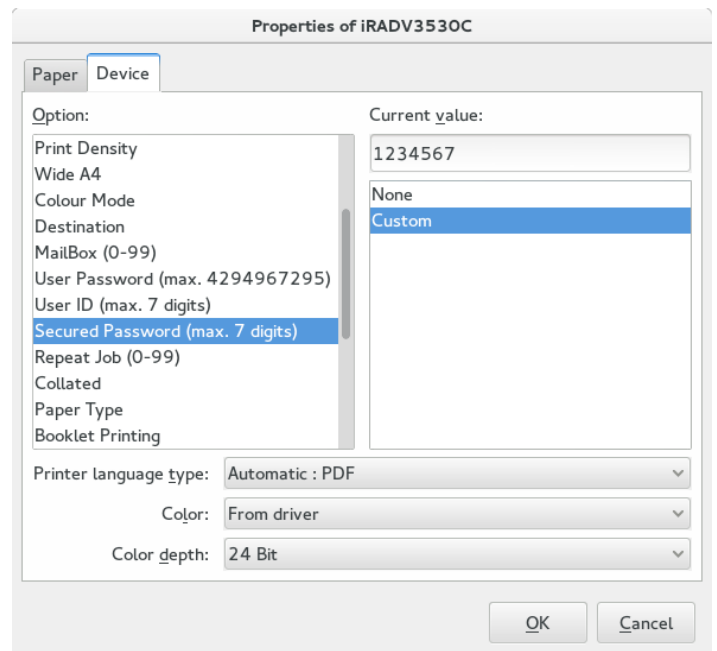 Properties of iRADV3530C
Paper Device
Option:
Print Density
Wide A4
Colour Mode
Destination
MailBox (0-99)
User Password (max. 4294967295)
User ID (max. 7 digits)
Secured Password (max. 7 digits)
Repeat Job (0-99)
Collated
Paper Type
Booklet Printing
Current value:
1234567
None
Custom
Printer language type: Automatic : PDF
Color: From driver
Color depth: 24 Bit
OK Cancel